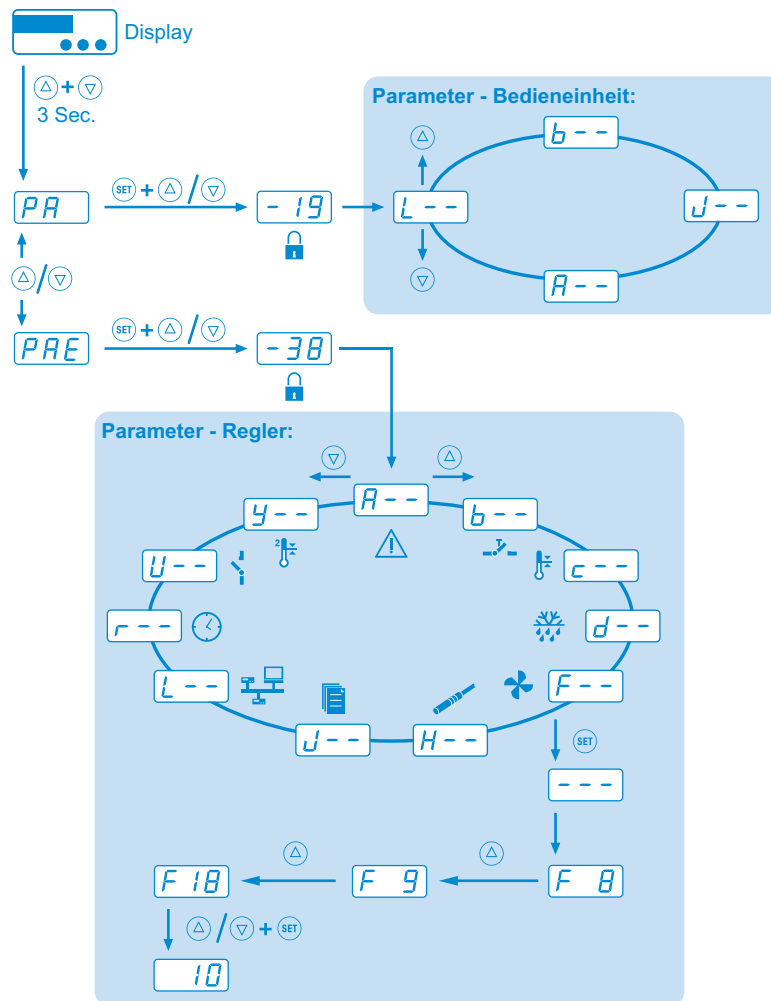 Display
+
3 Sec.
Parameter - Bedieneinheit:
b - -
PA
SET + /
- 19
L - -
J - -
/
A - -
PAE
SET + /
- 38
Parameter - Regler:
A - -
y - -
b - -
2
T
U - -
c - -
r - -
d - -
L - -
F - -
J - -
H - -
SET
- - -
F 18
F 9
F 8
/ + SET
10